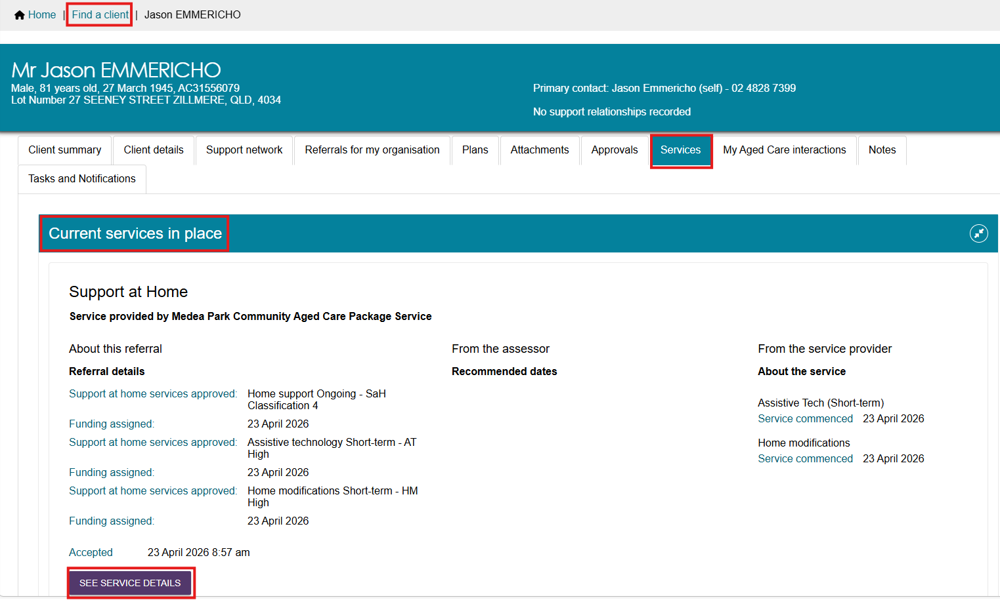 Home | Find a client | Jason EMMERICHO
Mr Jason EMMERICHO
Male, 81 years old, 27 March 1945, AC31556079
Lot Number 27 SEENEY STREET ZILLMERE, QLD, 4034
Primary contact: Jason Emmericho (self) - 02 4828 7399
No support relationships recorded
Client summary
Client details
Support network
Referrals for my organisation
Plans
Attachments
Approvals
Services
My Aged Care interactions
Notes
Tasks and Notifications
Current services in place
Support at Home
Service provided by Medea Park Community Aged Care Package Service
About this referral
Referral details
Support at home services approved: Home support Ongoing - SaH
Classification 4
Funding assigned: 23 April 2026
Support at home services approved: Assistive technology Short-term - AT
High
Funding assigned: 23 April 2026
Support at home services approved: Home modifications Short-term - HM
High
Funding assigned: 23 April 2026
Accepted 23 April 2026 8:57 am
SEE SERVICE DETAILS
From the assessor
Recommended dates
From the service provider
About the service
Assistive Tech (Short-term)
Service commenced 23 April 2026
Home modifications
Service commenced 23 April 2026